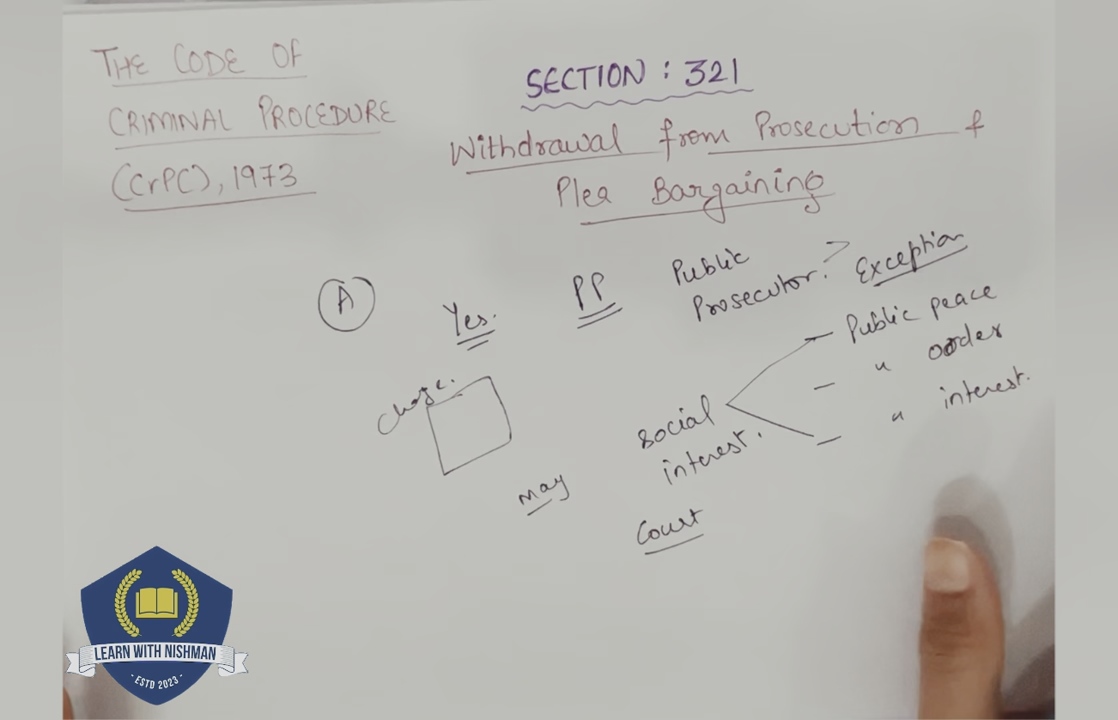 THE CODE OF
CRIMINAL PROCEDURE
(CrPC), 1973
SECTION : 321
Withdrawal from Prosecution &
Plea Bargaining
A
Yes.
PP
Public
Prosecutor.
Exception
Public peace
" order
" interest.
social
interest.
may
Court
LEARN WITH NISHMAN
· ESTD 2023 ·